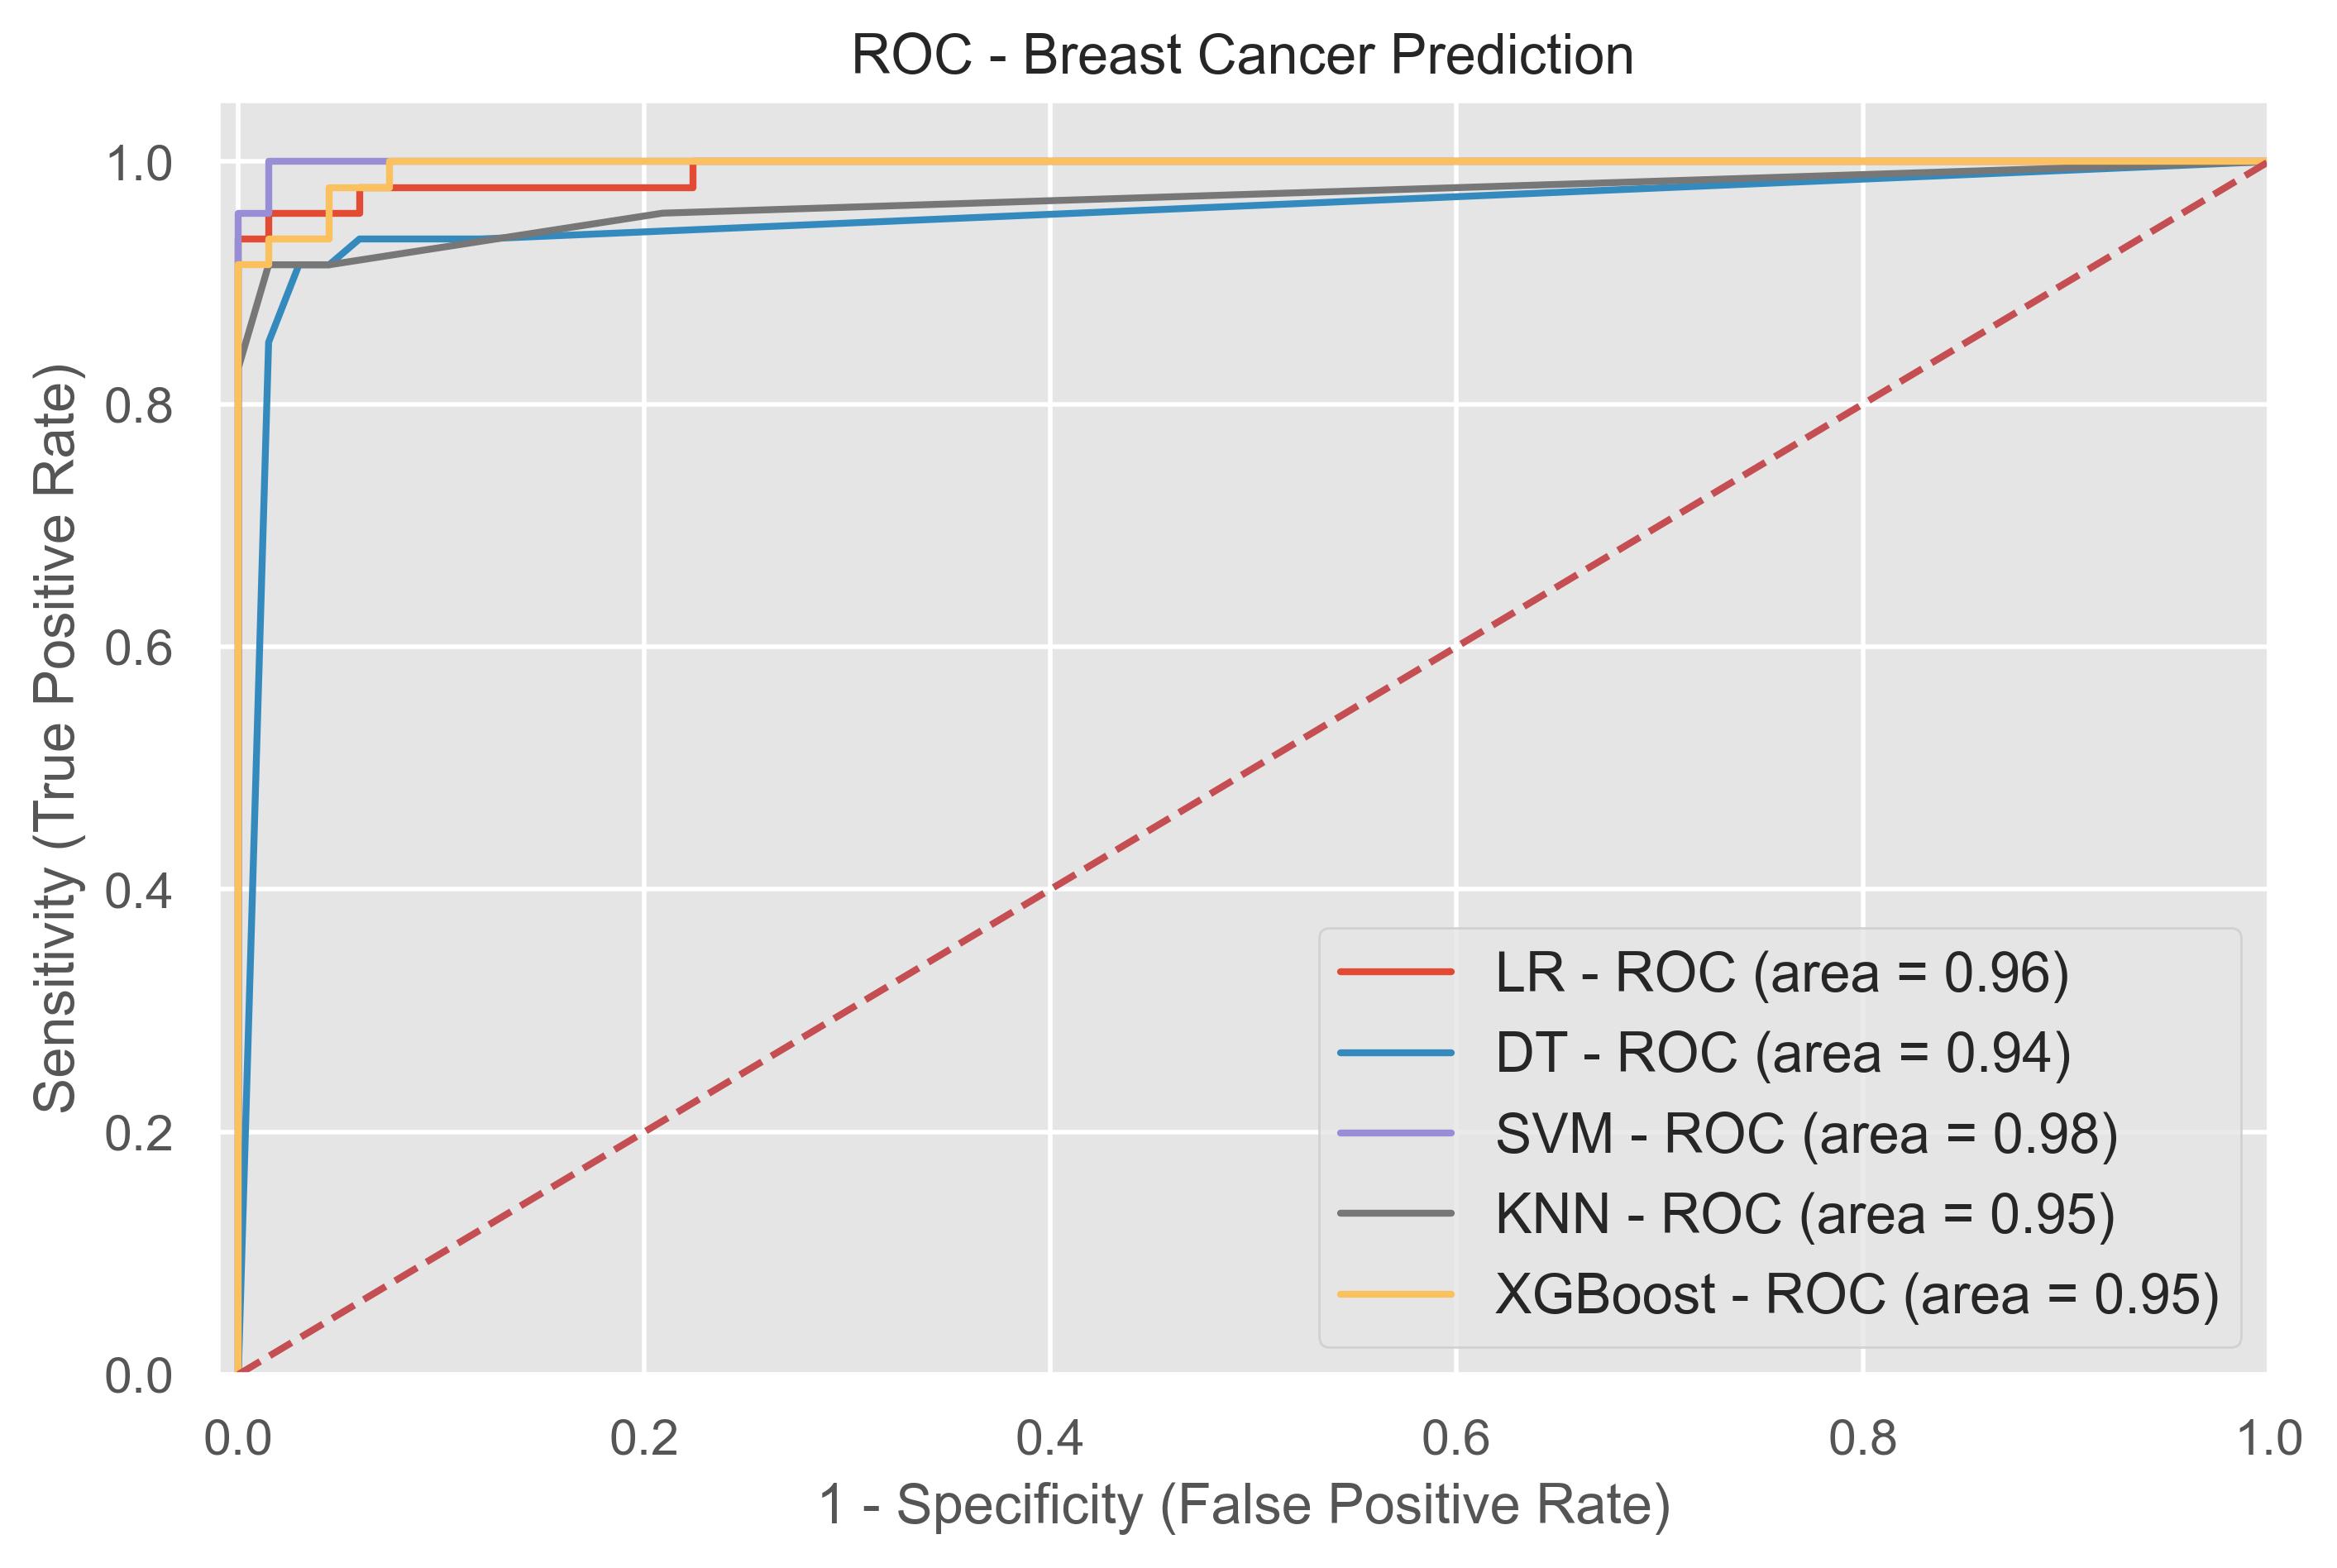 ROC - Breast Cancer Prediction
Sensitivity (True Positive Rate)
1.0
0.8
0.6
0.4
0.2
0.0
LR - ROC (area = 0.96)
DT - ROC (area = 0.94)
SVM - ROC (area = 0.98)
KNN - ROC (area = 0.95)
XGBoost - ROC (area = 0.95)
0.0 0.2 0.4 0.6 0.8 1.0
1 - Specificity (False Positive Rate)